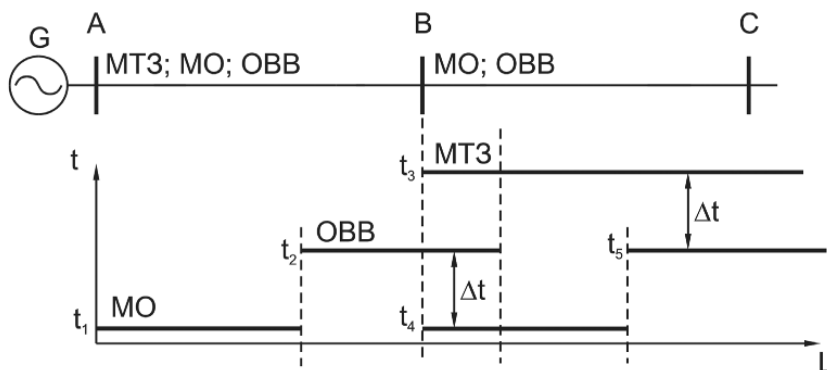 G A B C
МТЗ; МО; ОВВ МО; ОВВ
t t₃ МТЗ
Δt
t₂ ОВВ t₅
Δt
t₁ МО t₄
L